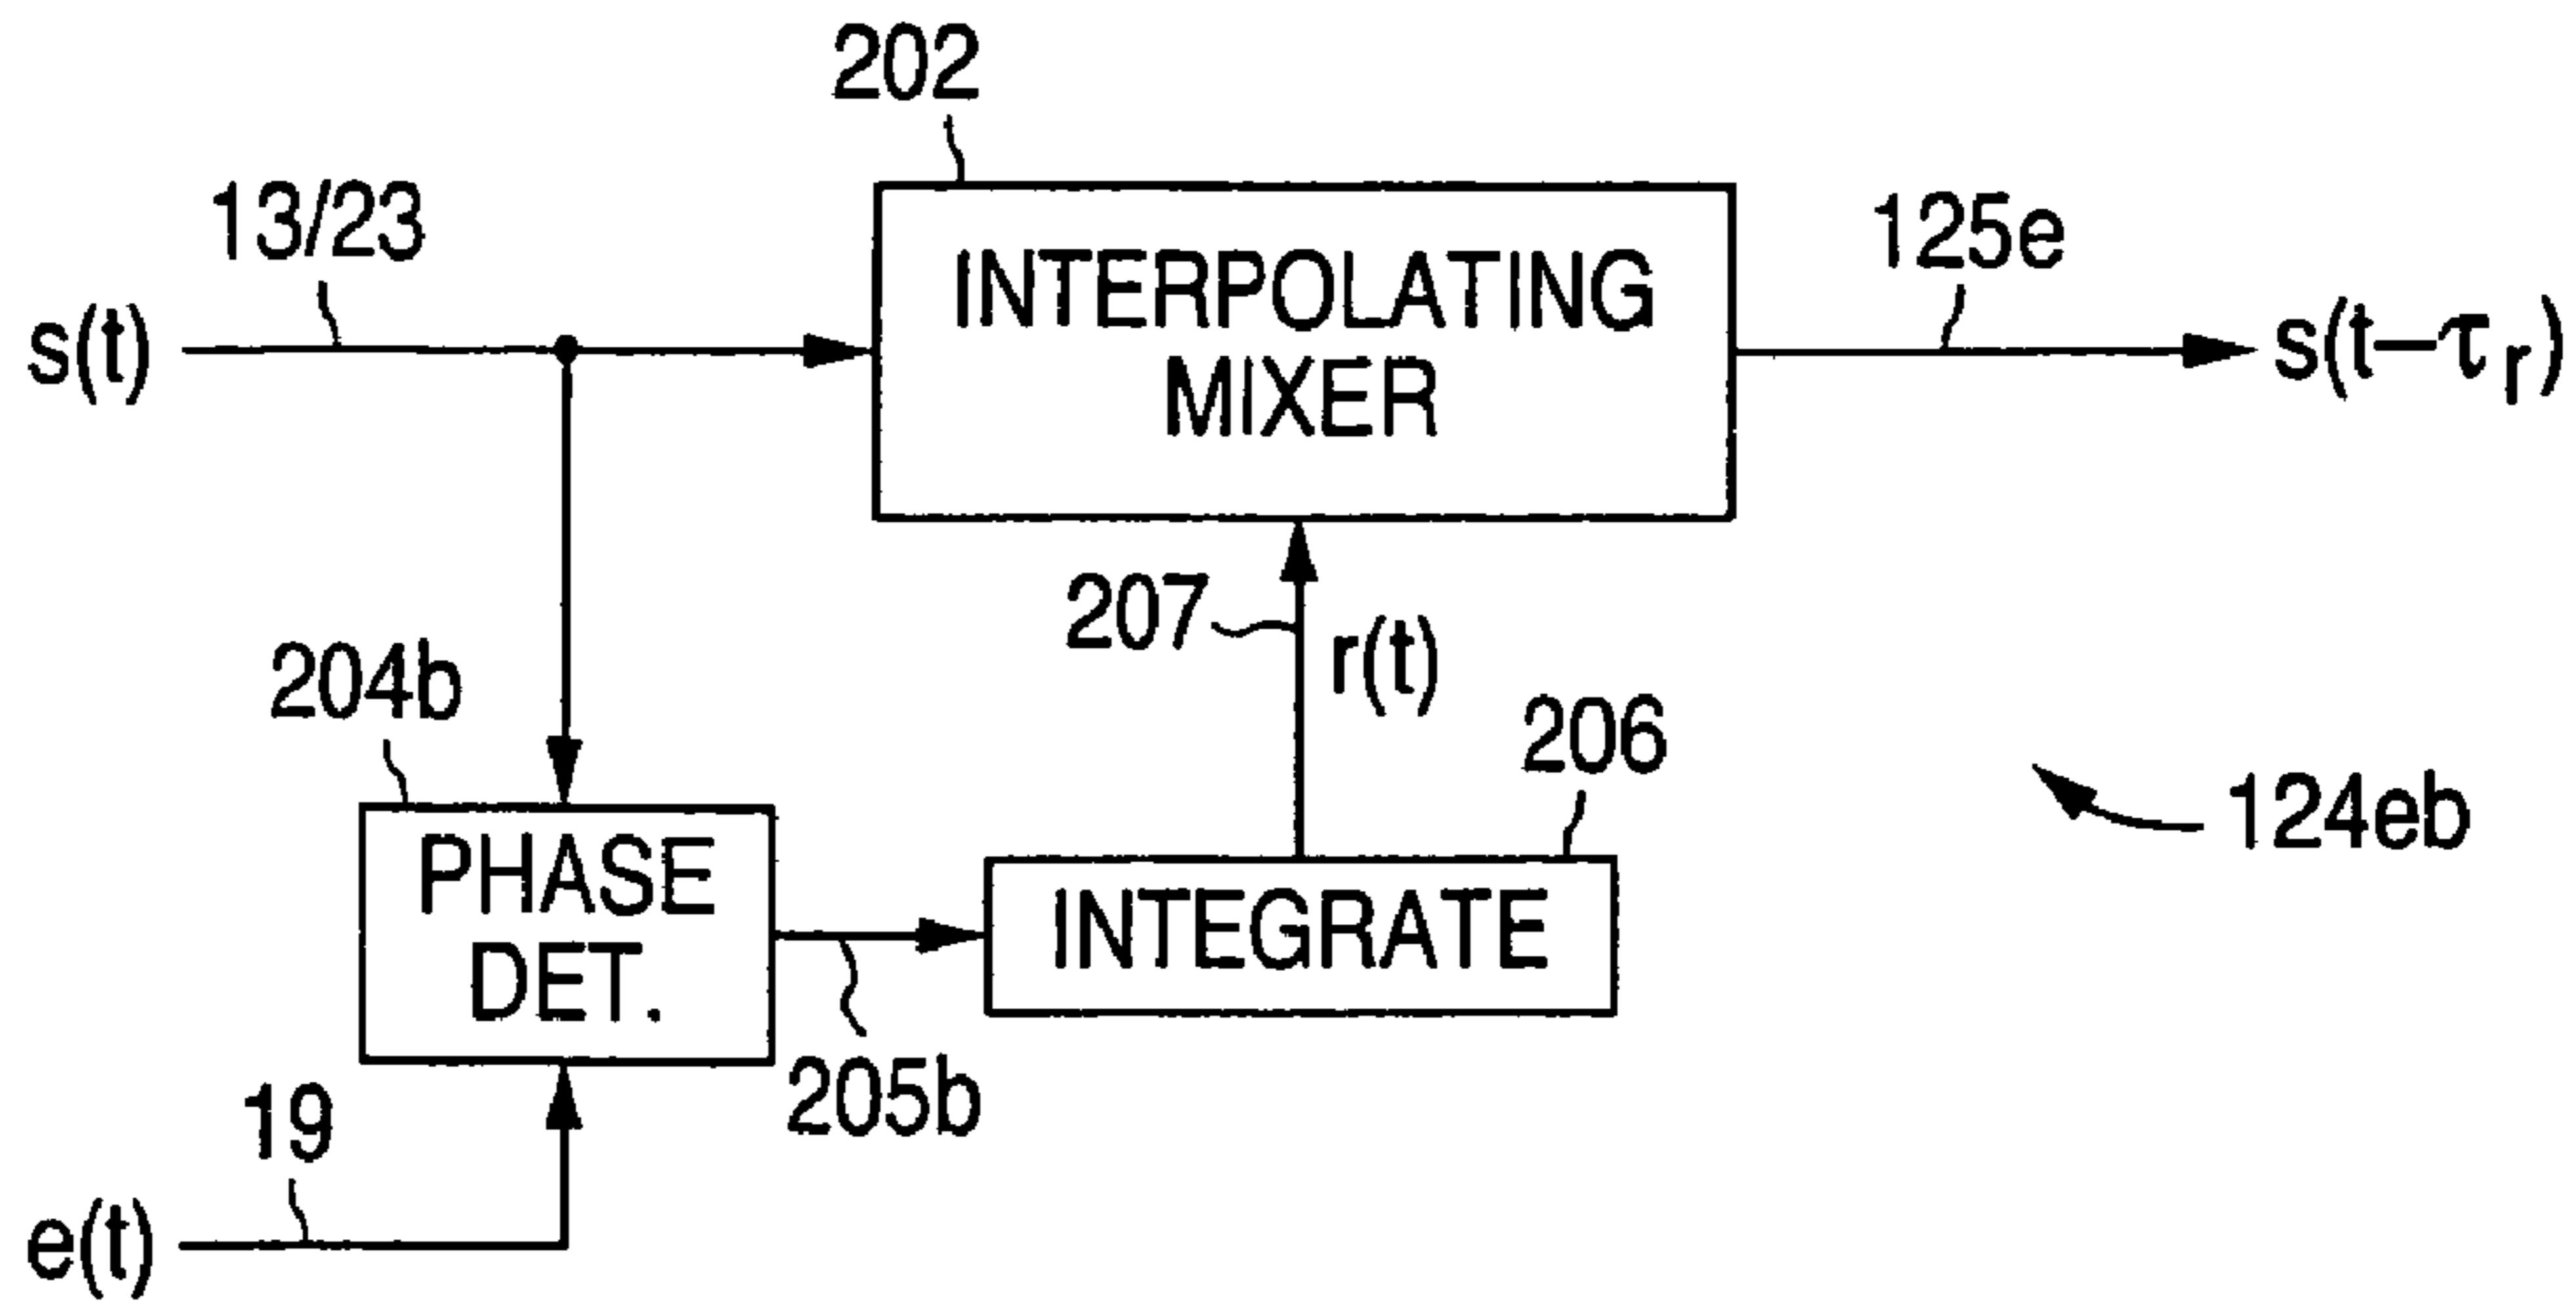 202
13/23
125e
s(t)
INTERPOLATING
MIXER
s(t−τr)
207
r(t)
204b
206
124eb
PHASE
DET.
INTEGRATE
205b
19
e(t)